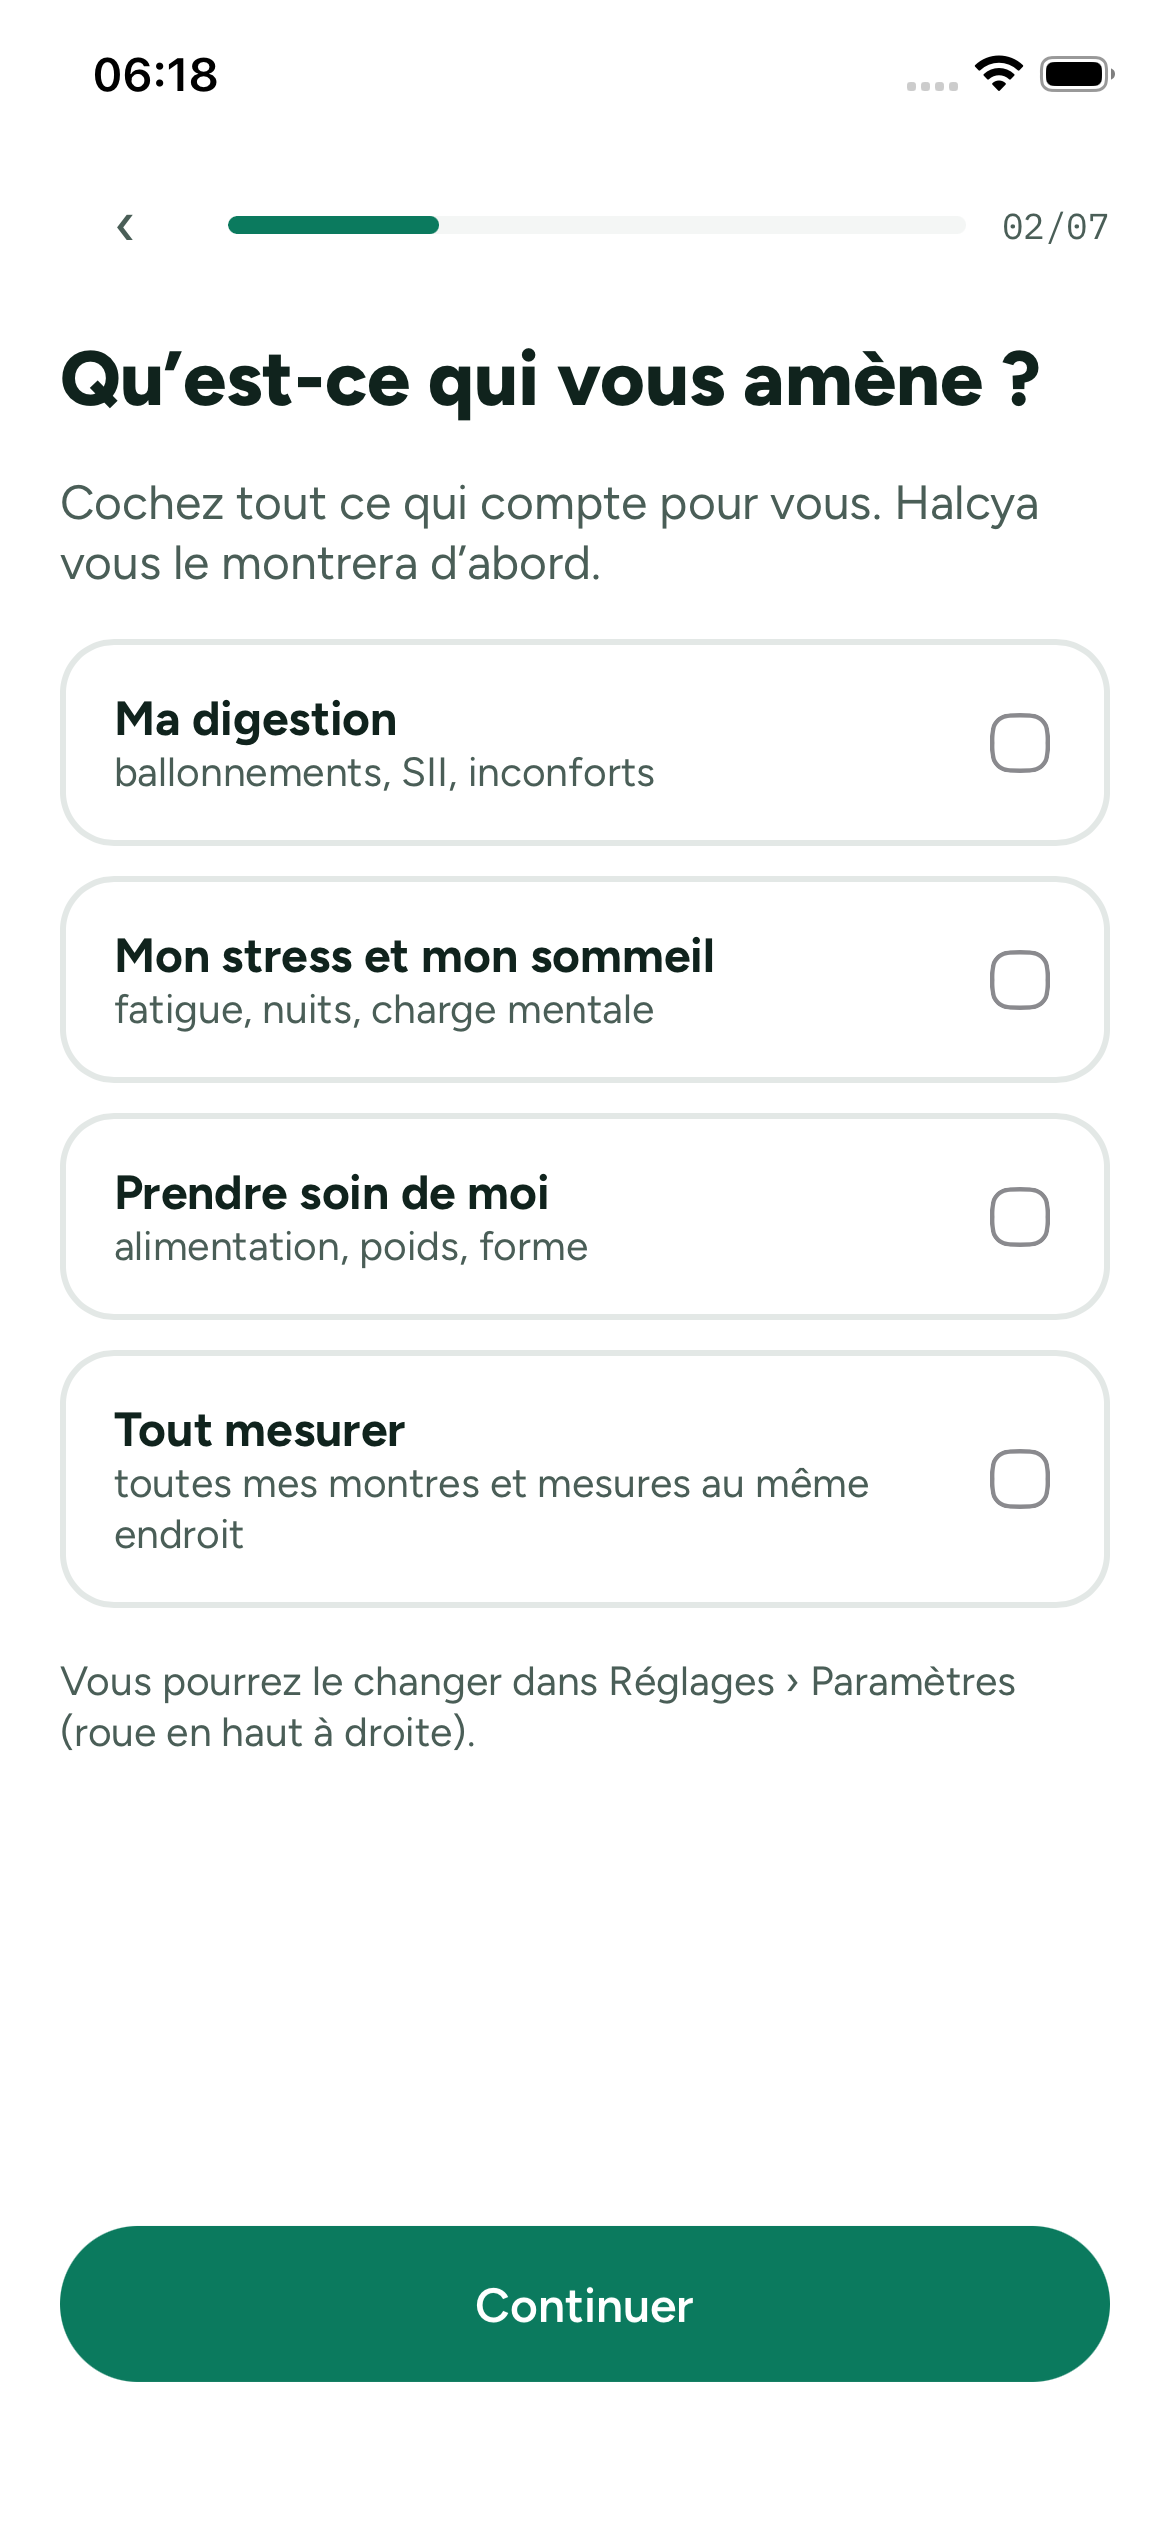 06:18
02/07
Qu’est-ce qui vous amène ?
Cochez tout ce qui compte pour vous. Halcya
vous le montrera d’abord.
Ma digestion
ballonnements, SII, inconforts
Mon stress et mon sommeil
fatigue, nuits, charge mentale
Prendre soin de moi
alimentation, poids, forme
Tout mesurer
toutes mes montres et mesures au même
endroit
Vous pourrez le changer dans Réglages › Paramètres
(roue en haut à droite).
Continuer